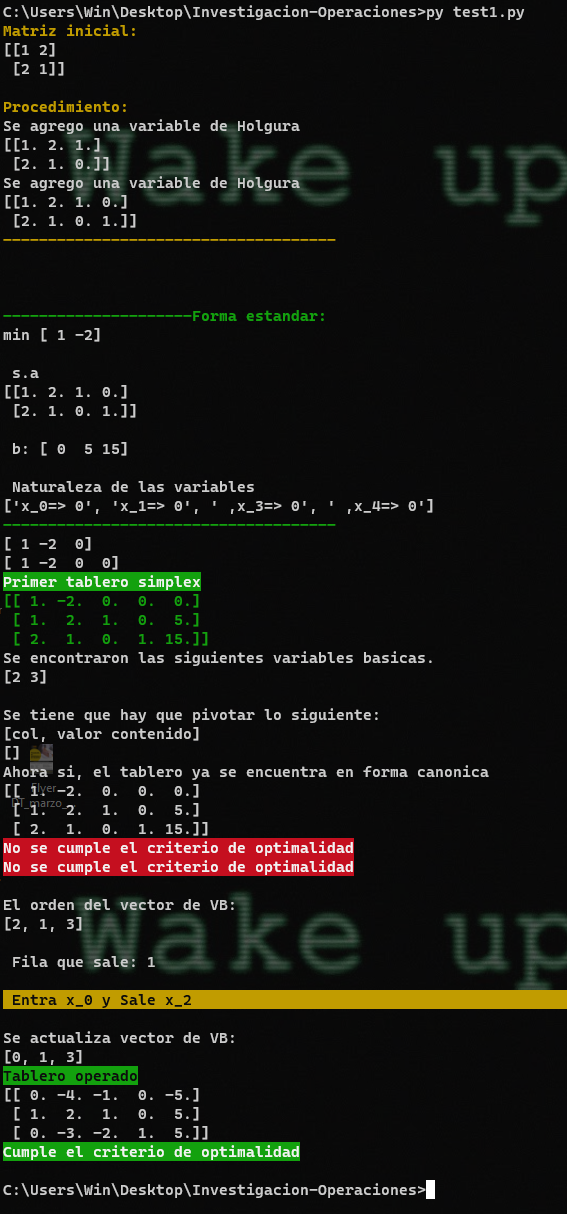 C:\Users\Win\Desktop\Investigacion-Operaciones>py test1.py
Matriz inicial:
[[1 2]
 [2 1]]
Procedimiento:
Se agrego una variable de Holgura
[[1. 2. 1.]
 [2. 1. 0.]]
Se agrego una variable de Holgura
[[1. 2. 1. 0.]
 [2. 1. 0. 1.]]
-------------------------------------
---------------------Forma estandar:
min [ 1 -2]
 s.a
[[1. 2. 1. 0.]
 [2. 1. 0. 1.]]
 b: [ 0  5 15]
 Naturaleza de las variables
['x_0=> 0', 'x_1=> 0', ' ,x_3=> 0', ' ,x_4=> 0']
-------------------------------------
[ 1 -2  0]
[ 1 -2  0  0]
Primer tablero simplex
[[ 1. -2.  0.  0.  0.]
 [ 1.  2.  1.  0.  5.]
 [ 2.  1.  0.  1. 15.]]
Se encontraron las siguientes variables basicas.
[2 3]
Se tiene que hay que pivotar lo siguiente:
[col, valor contenido]
[]
Ahora si, el tablero ya se encuentra en forma canonica
[[ 1. -2.  0.  0.  0.]
 [ 1.  2.  1.  0.  5.]
 [ 2.  1.  0.  1. 15.]]
No se cumple el criterio de optimalidad
No se cumple el criterio de optimalidad
El orden del vector de VB:
[2, 1, 3]
 Fila que sale: 1
 Entra x_0 y Sale x_2
Se actualiza vector de VB:
[0, 1, 3]
Tablero operado
[[ 0. -4. -1.  0. -5.]
 [ 1.  2.  1.  0.  5.]
 [ 0. -3. -2.  1.  5.]]
Cumple el criterio de optimalidad
C:\Users\Win\Desktop\Investigacion-Operaciones>
Wake up
Elver
DT_marzo_...
Wake up